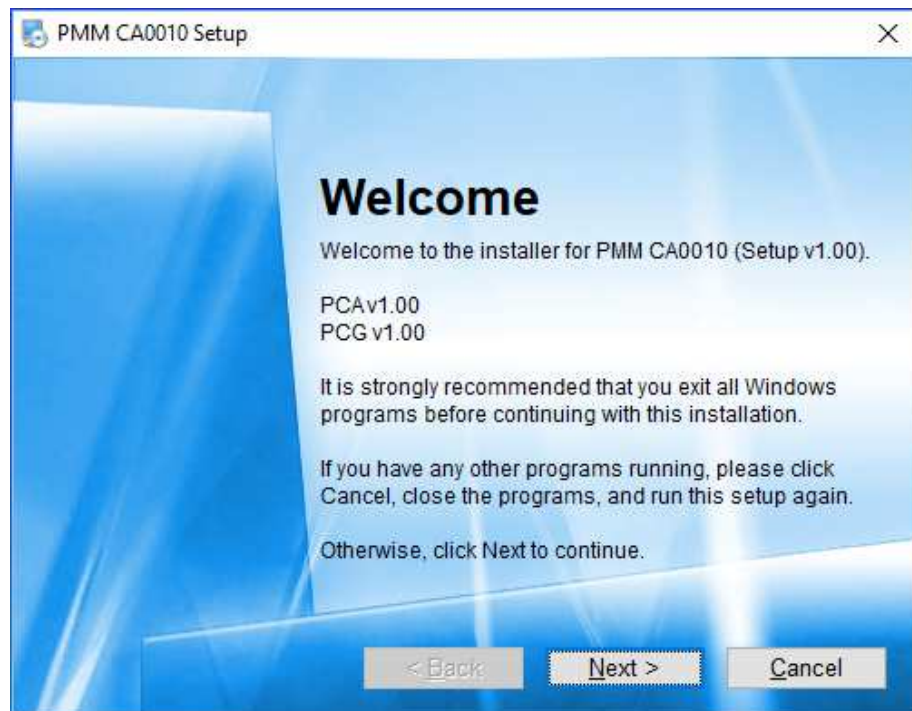 PMM CA0010 Setup
Welcome
Welcome to the installer for PMM CA0010 (Setup v1.00).
PCA v1.00
PCG v1.00
It is strongly recommended that you exit all Windows
programs before continuing with this installation.
If you have any other programs running, please click
Cancel, close the programs, and run this setup again.
Otherwise, click Next to continue.
< Back
Next >
Cancel